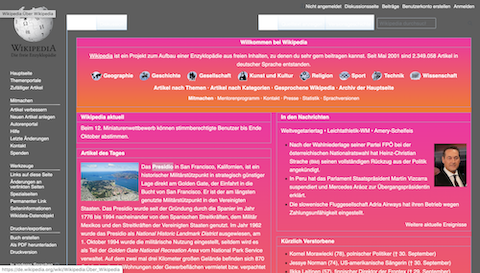 Nicht angemeldet Diskussionsseite Beiträge Benutzerkonto erstellen Anmelden
Wikipedia:Über Wikipedia
WIKIPEDIA
Die freie Enzyklopädie
Hauptseite
Themenportale
Zufälliger Artikel
Mitmachen
Artikel verbessern
Neuen Artikel anlegen
Autorenportal
Hilfe
Letzte Änderungen
Kontakt
Spenden
Werkzeuge
Links auf diese Seite
Änderungen an
verlinkten Seiten
Spezialseiten
Permanenter Link
Seiteninformationen
Wikidata-Datenobjekt
Drucken/exportieren
Buch erstellen
Als PDF herunterladen
Druckversion
Willkommen bei Wikipedia
Wikipedia ist ein Projekt zum Aufbau einer Enzyklopädie aus freien Inhalten, zu denen du sehr gern beitragen kannst. Seit Mai 2001 sind 2.349.058 Artikel in
deutscher Sprache entstanden.
Geographie Geschichte Gesellschaft Kunst und Kultur Religion Sport Technik Wissenschaft
Artikel nach Themen · Artikel nach Kategorien · Gesprochene Wikipedia · Archiv der Hauptseite
Mitmachen · Mentorenprogramm · Kontakt · Presse · Statistik · Sprachversionen
Wikipedia aktuell
Beim 12. Miniaturenwettbewerb können stimmberechtigte Benutzer bis Ende
Oktober abstimmen.
Artikel des Tages
Das Presidio in San Francisco, Kalifornien, ist ein
historischer Militärstützpunkt in strategisch günstiger
Lage direkt am Golden Gate, der Einfahrt in die
Bucht von San Francisco. Er ist der am längsten
genutzte Militärstützpunkt in den Vereinigten
Staaten. Das Presidio wurde seit der Gründung durch die Spanier im Jahr
1776 bis 1994 nacheinander von den Spanischen Streitkräften, dem Militär
Mexikos und den Streitkräften der Vereinigten Staaten genutzt. Im Jahr 1962
wurde das Presidio als National Historic Landmark District ausgewiesen, am
1. Oktober 1994 wurde die militärische Nutzung eingestellt, seitdem wird es
als Teil der Golden Gate National Recreation Area vom National Park Service
verwaltet. Auf dem zwei mal drei Kilometer großen Gelände befinden sich 870
In den Nachrichten
Weltregelartag • Leichtathletik-WM • Amery-Schelfeis
Nach der Wahlniederlage seiner Partei FPÖ bei der
österreichischen Nationalratswahl hat Heinz-Christian
Strache seinen vollständigen Rückzug aus der Politik
angekündigt.
In Peru hat das Parlament Staatspräsident Martín Vizcarra
suspendiert und Mercedes Aráoz zur Übergangspräsidentin
erklärt.
Die slowenische Fluggesellschaft Adria Airways hat ihren Betrieb wegen
Zahlungsunfähigkeit eingestellt.
Weitere aktuelle Ereignisse
Kürzlich Verstorbene
Kornel Morawiecki (78), polnischer Politiker († 30. September)
Jessye Norman (74), US-amerikanische Sängerin († 30. September)
https://de.wikipedia.org/wiki/Wikipedia:Über_Wikipedia